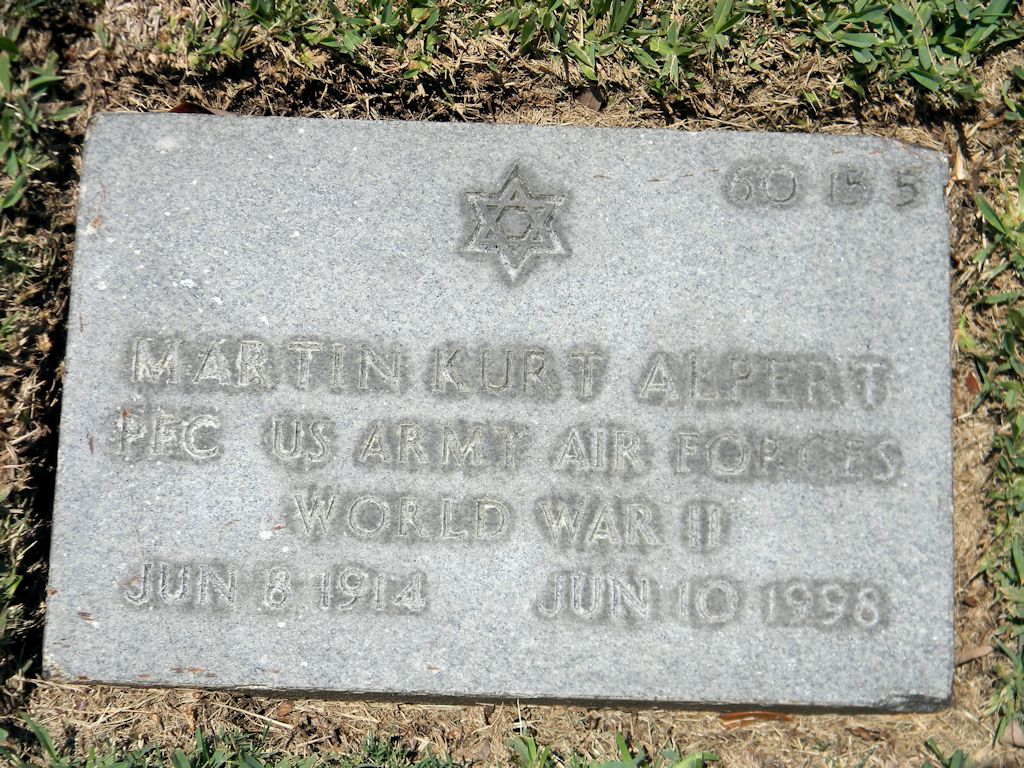 60 15 5
MARTIN KURT ALPERT
PFC US ARMY AIR FORCES
WORLD WAR II
JUN 8 1914 JUN 10 1998